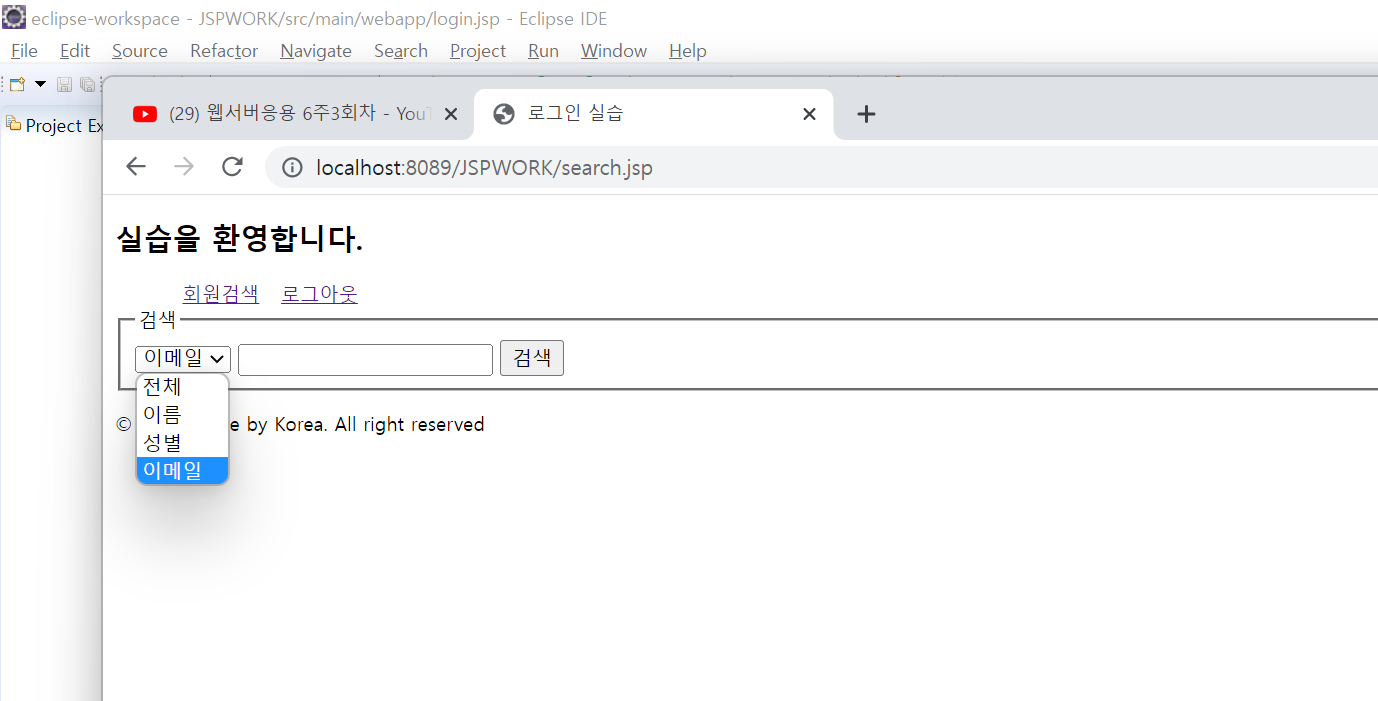 eclipse-workspace - JSPWORK/src/main/webapp/login.jsp - Eclipse IDE
File Edit Source Refactor Navigate Search Project Run Window Help
(29) 웹서버응용 6주3회차 - YouT
로그인 실습
Project Ex
localhost:8089/JSPWORK/search.jsp
실습을 환영합니다.
회원검색 로그아웃
검색
이메일 검색
전체
이름
성별
이메일
© by Korea. All right reserved